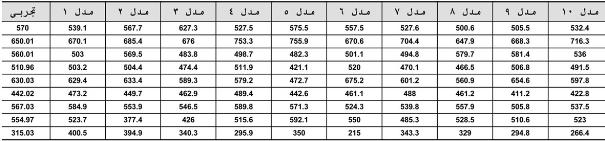 تجربی مدل ۱ مدل ۲ مدل ۳ مدل ۴ مدل ۵ مدل ۶ مدل ۷ مدل ۸ مدل ۹ مدل ۱۰
570 539.1 567.7 627.3 527.5 575.5 557.5 527.6 500.6 505.5 532.4
650.01 670.1 685.4 676 753.3 755.9 670.6 704.4 647.9 668.3 716.3
560.01 503 569.5 483.8 498.7 482.3 501.1 494.8 579.7 581.4 536
510.96 503.2 504.4 474.4 511.9 421.1 520 470.1 466.5 506.8 491.5
630.03 629.4 633.4 589.3 579.2 472.7 675.2 601.2 560.9 654.6 597.8
442.02 473.2 449.7 462.9 489.4 442.6 461.1 488 461.2 411.2 422.8
567.03 584.9 553.9 546.5 589.8 571.3 524.3 539.8 557.9 505.8 537.5
554.97 523.7 377.4 426 515.6 592.1 550 485.3 528.5 510.6 523
315.03 400.5 394.9 340.3 295.9 350 215 343.3 329 294.8 266.4